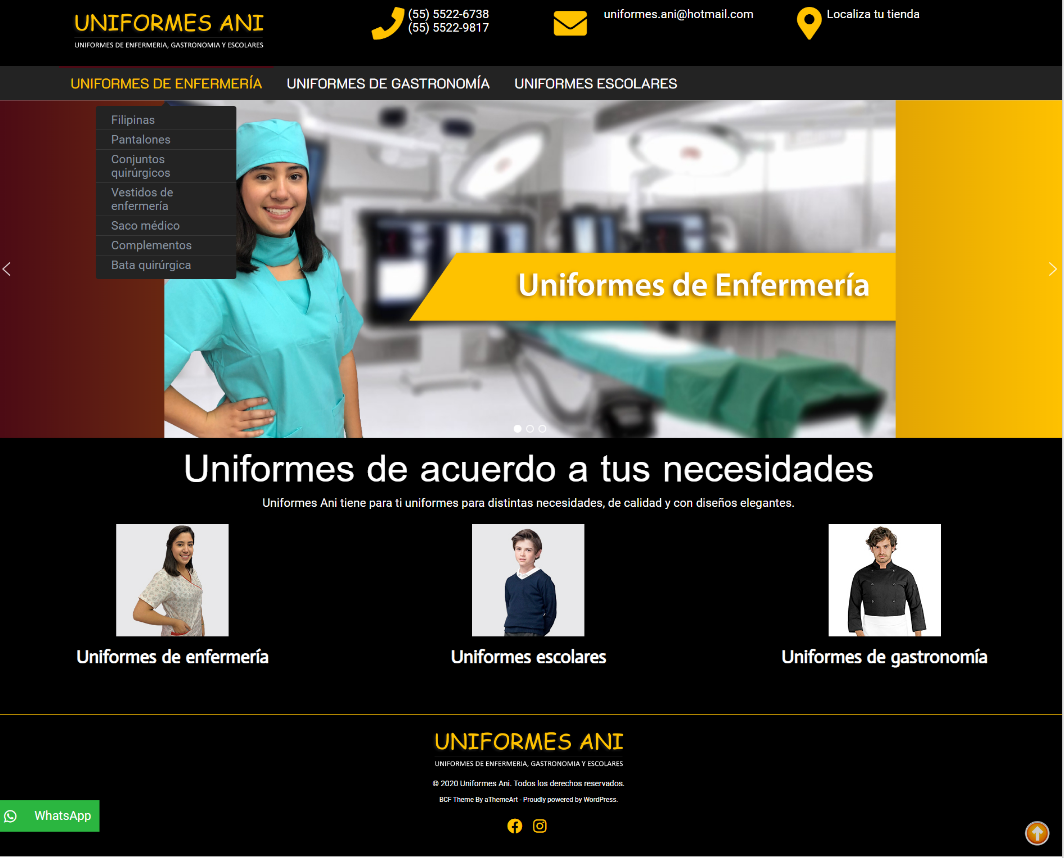 UNIFORMES ANI
UNIFORMES DE ENFERMERIA, GASTRONOMIA Y ESCOLARES
(55) 5522-6738
(55) 5522-9817
uniformes.ani@hotmail.com
Localiza tu tienda
UNIFORMES DE ENFERMERÍA
UNIFORMES DE GASTRONOMÍA
UNIFORMES ESCOLARES
Filipinas
Pantalones
Conjuntos
quirúrgicos
Vestidos de
enfermería
Saco médico
Complementos
Bata quirúrgica
Uniformes de Enfermería
Uniformes de acuerdo a tus necesidades
Uniformes Ani tiene para ti uniformes para distintas necesidades, de calidad y con diseños elegantes.
Uniformes de enfermería
Uniformes escolares
Uniformes de gastronomía
UNIFORMES ANI
UNIFORMES DE ENFERMERIA, GASTRONOMIA Y ESCOLARES
© 2020 Uniformes Ani. Todos los derechos reservados.
BCF Theme By aThemeArt - Proudly powered by WordPress.
WhatsApp